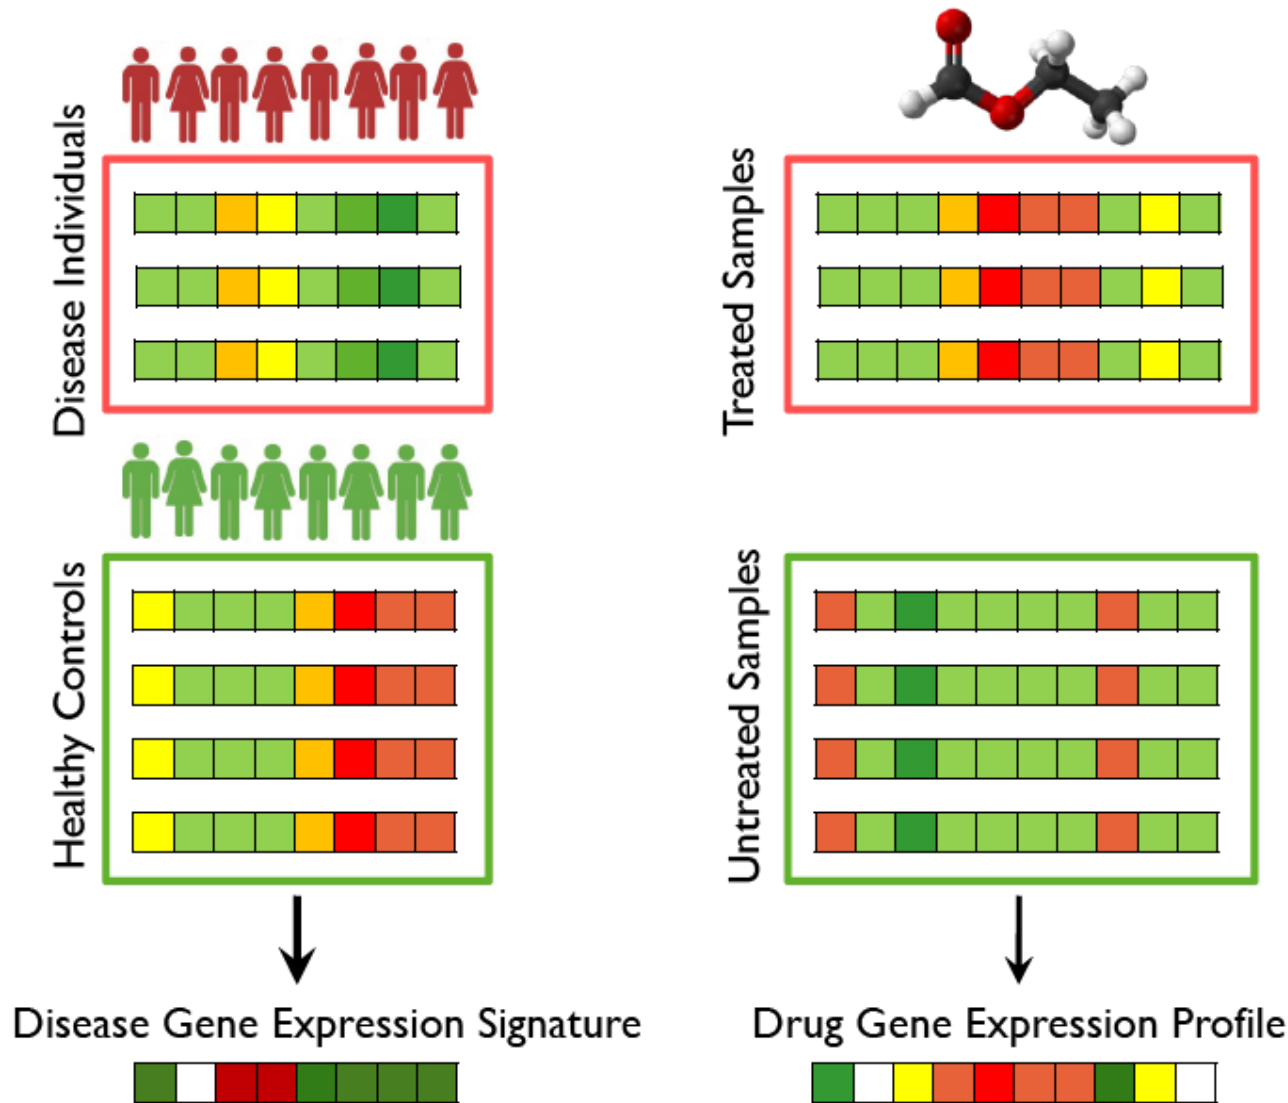 Disease Individuals
Treated Samples
Healthy Controls
Untreated Samples
Disease Gene Expression Signature
Drug Gene Expression Profile